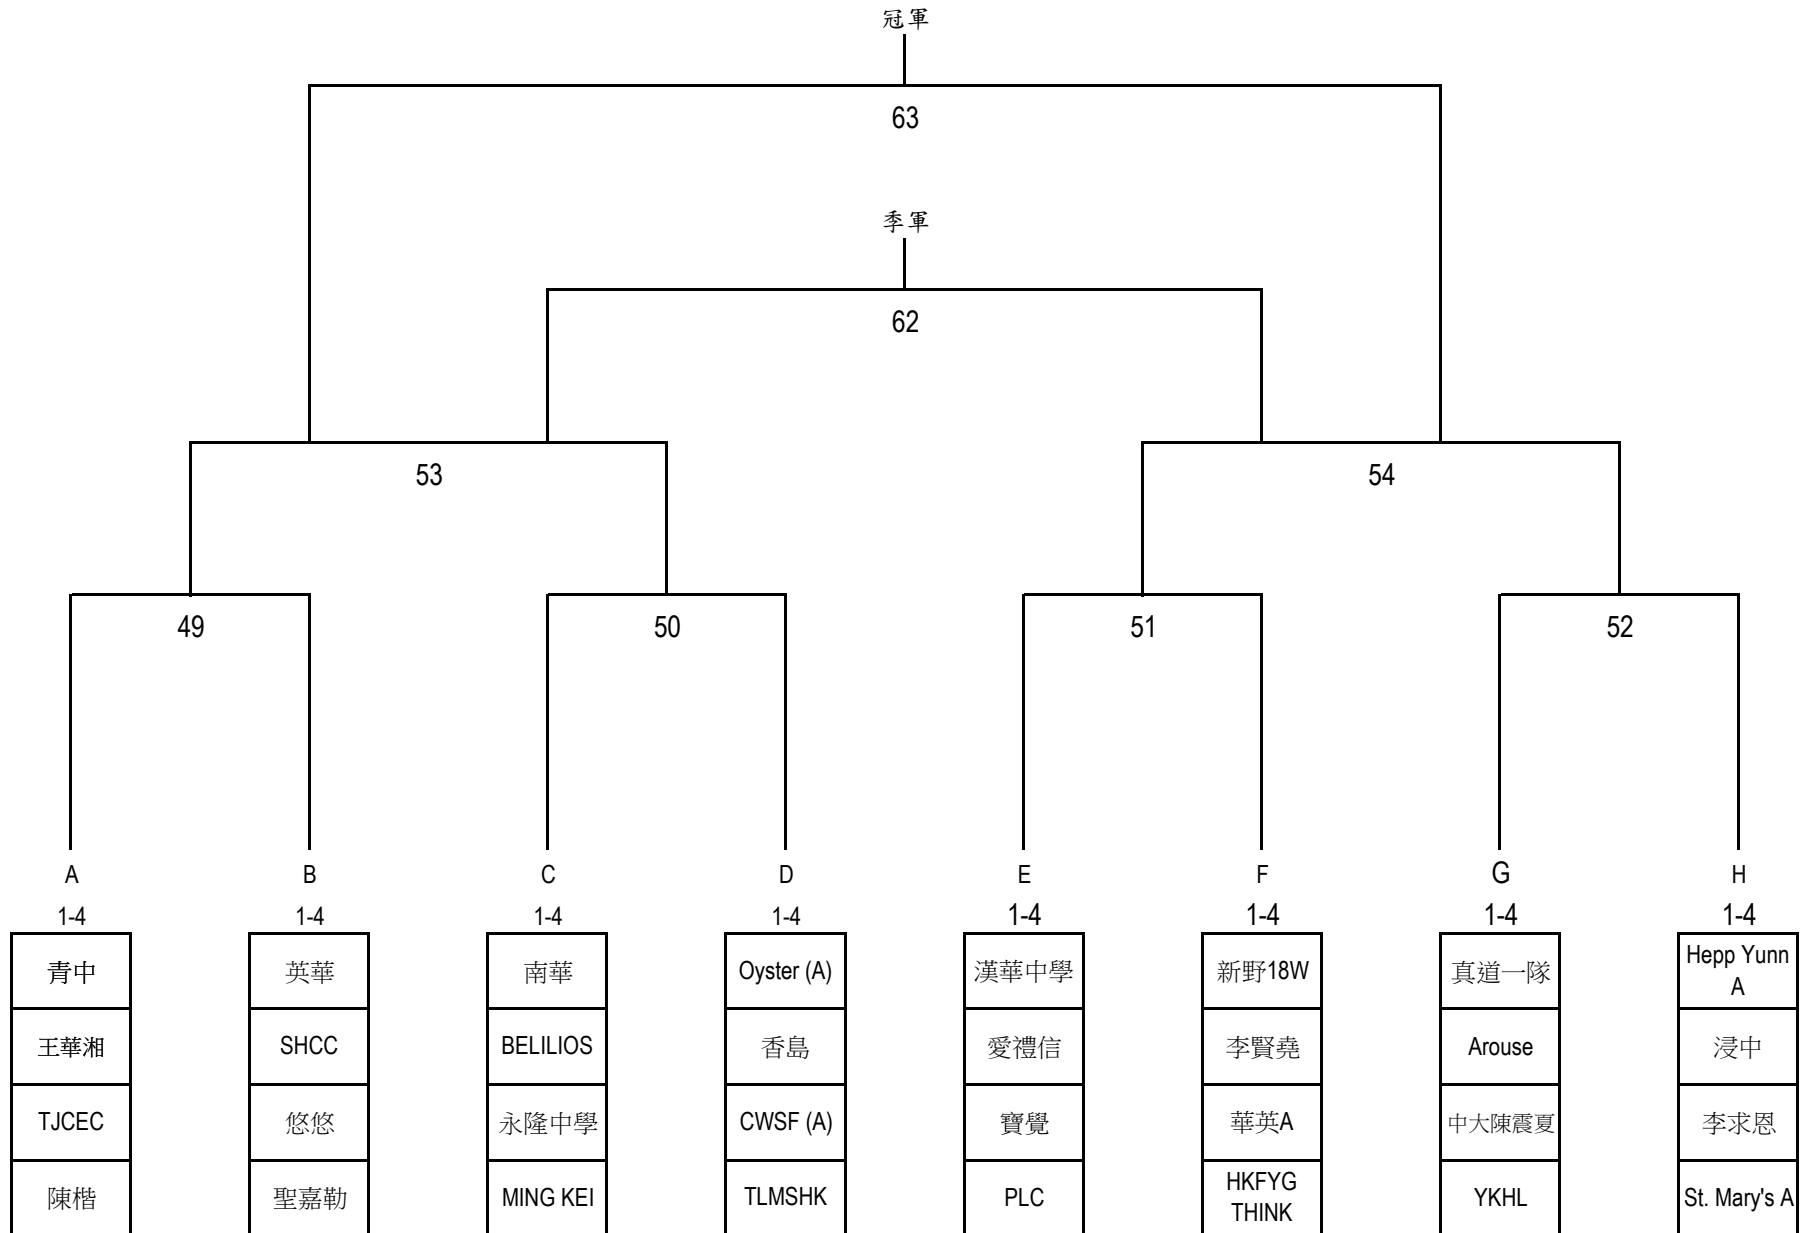 冠軍
63
季軍
62
53
54
49
50
51
52
A
B
C
D
E
F
G
H
1-4
1-4
1-4
1-4
1-4
1-4
1-4
1-4
青中
英華
南華
Oyster (A)
漢華中學
新野18W
真道一隊
Hepp Yunn
A
王華湘
SHCC
BELILIOS
香島
愛禮信
李賢堯
Arouse
浸中
TJCEC
悠悠
永隆中學
CWSF (A)
寶覺
華英A
中大陳震夏
李求恩
陳楷
聖嘉勒
MING KEI
TLMSHK
PLC
HKFYG
THINK
YKHL
St. Mary's A